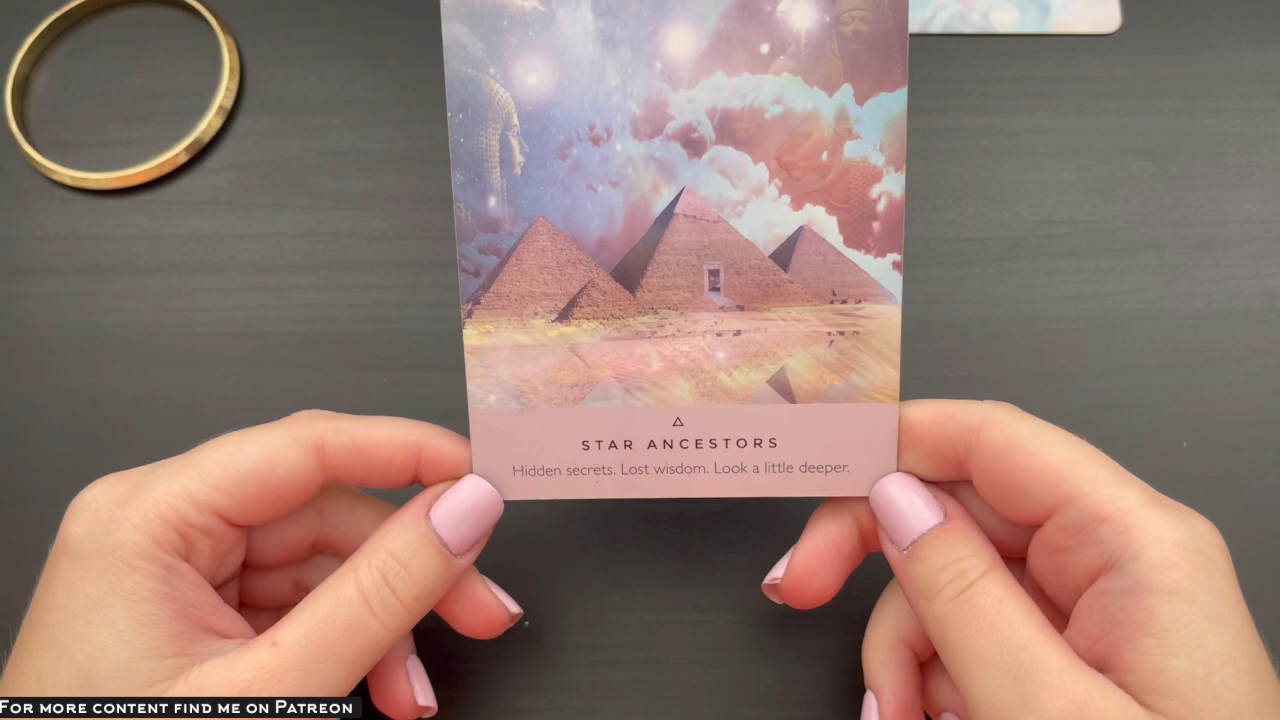 STAR ANCESTORS
Hidden secrets. Lost wisdom. Look a little deeper.
FOR MORE CONTENT FIND ME ON PATREON